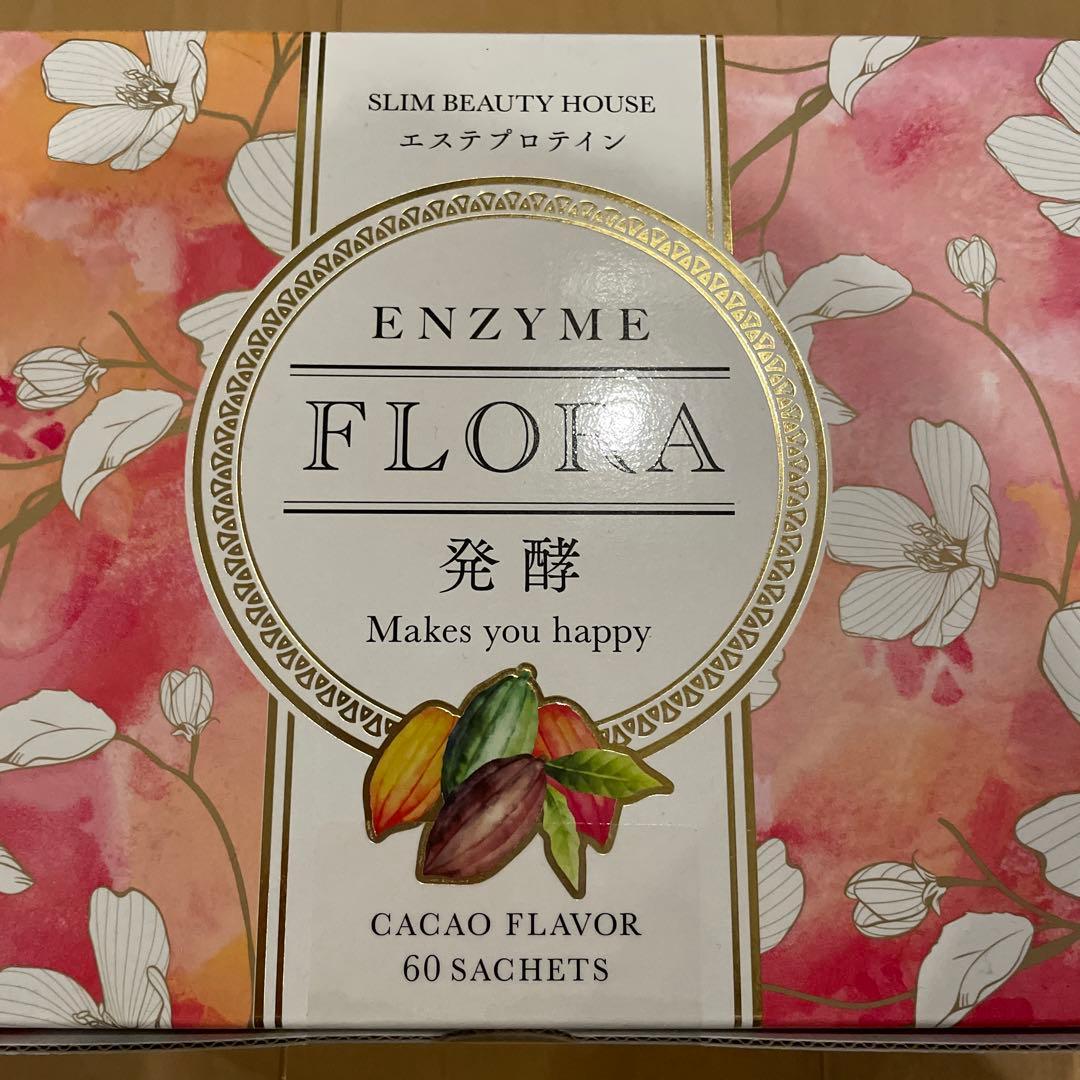 SLIM BEAUTY HOUSE
エステプロテイン
ENZYME
FLORA
発酵
Makes you happy
CACAO FLAVOR
60 SACHETS